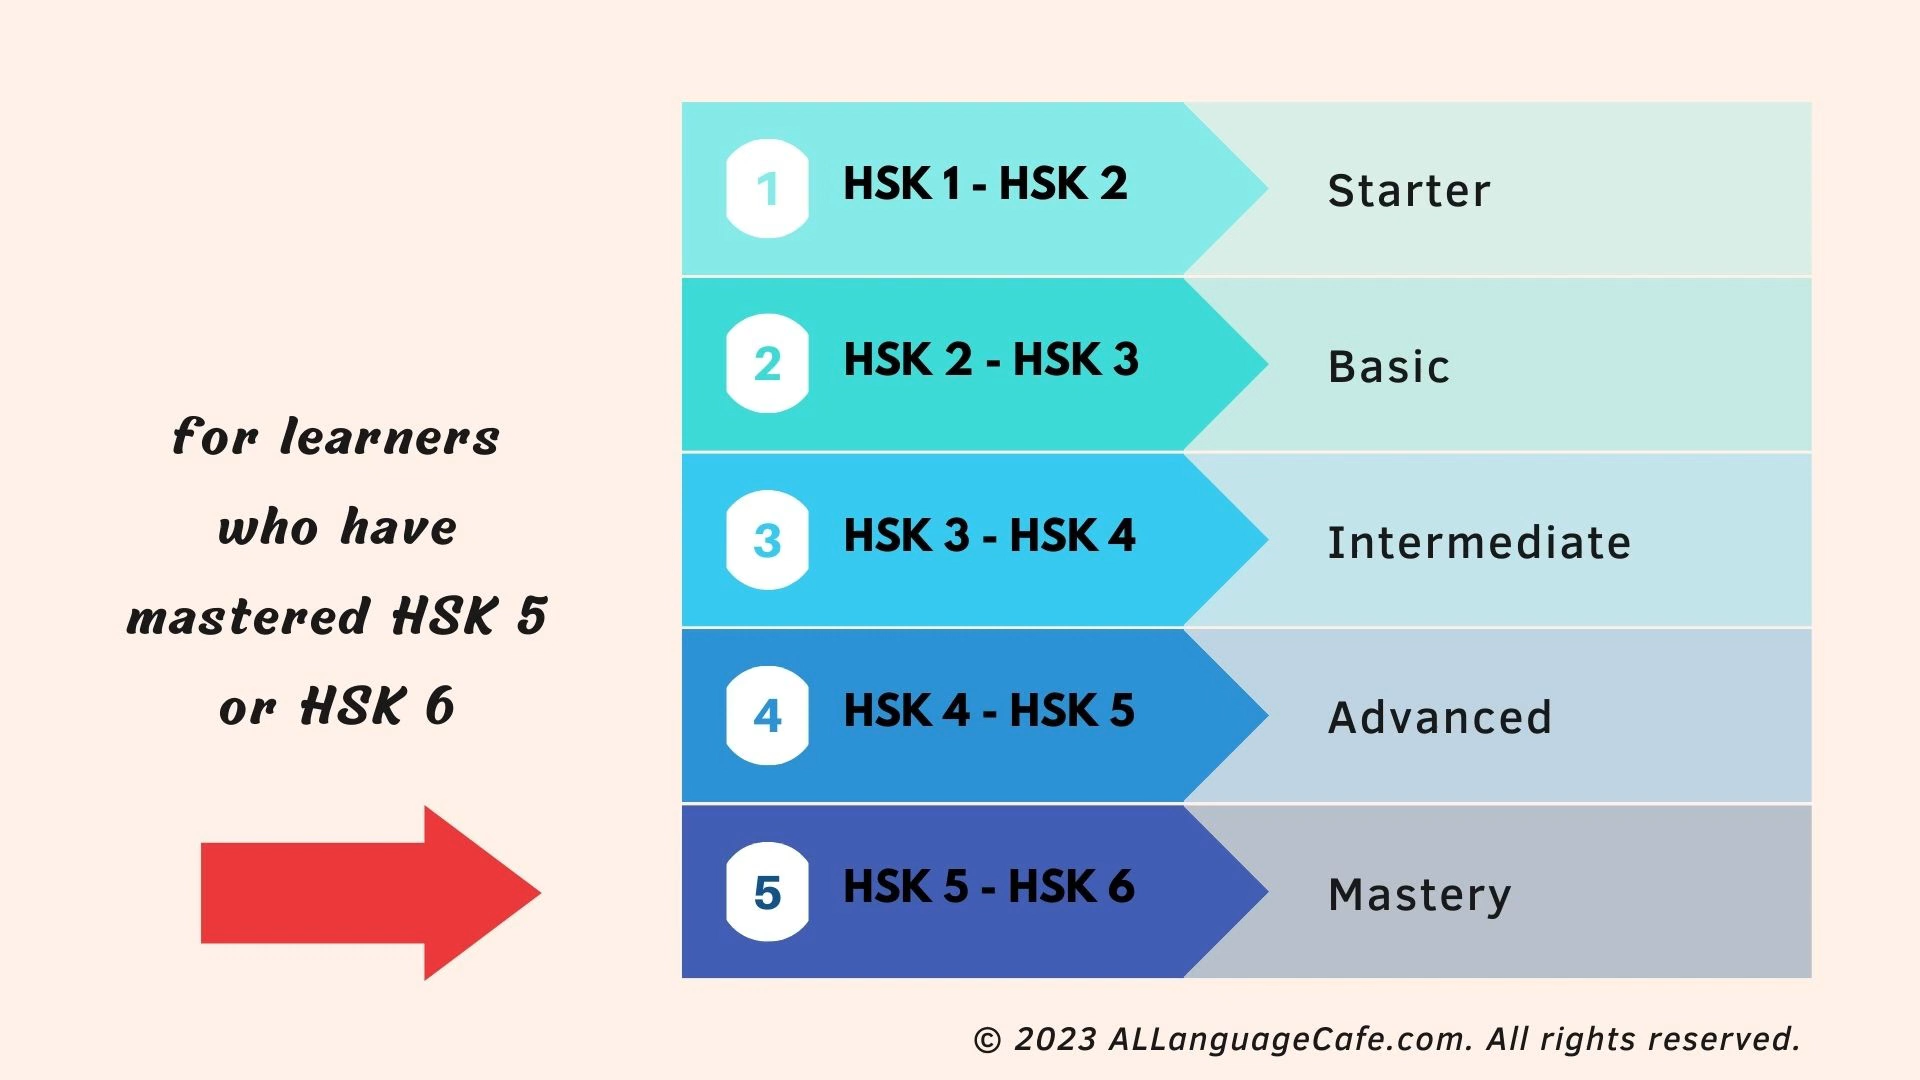 for learners
who have
mastered HSK 5
or HSK 6
1 HSK 1 - HSK 2 Starter
2 HSK 2 - HSK 3 Basic
3 HSK 3 - HSK 4 Intermediate
4 HSK 4 - HSK 5 Advanced
5 HSK 5 - HSK 6 Mastery
© 2023 ALLanguageCafe.com. All rights reserved.